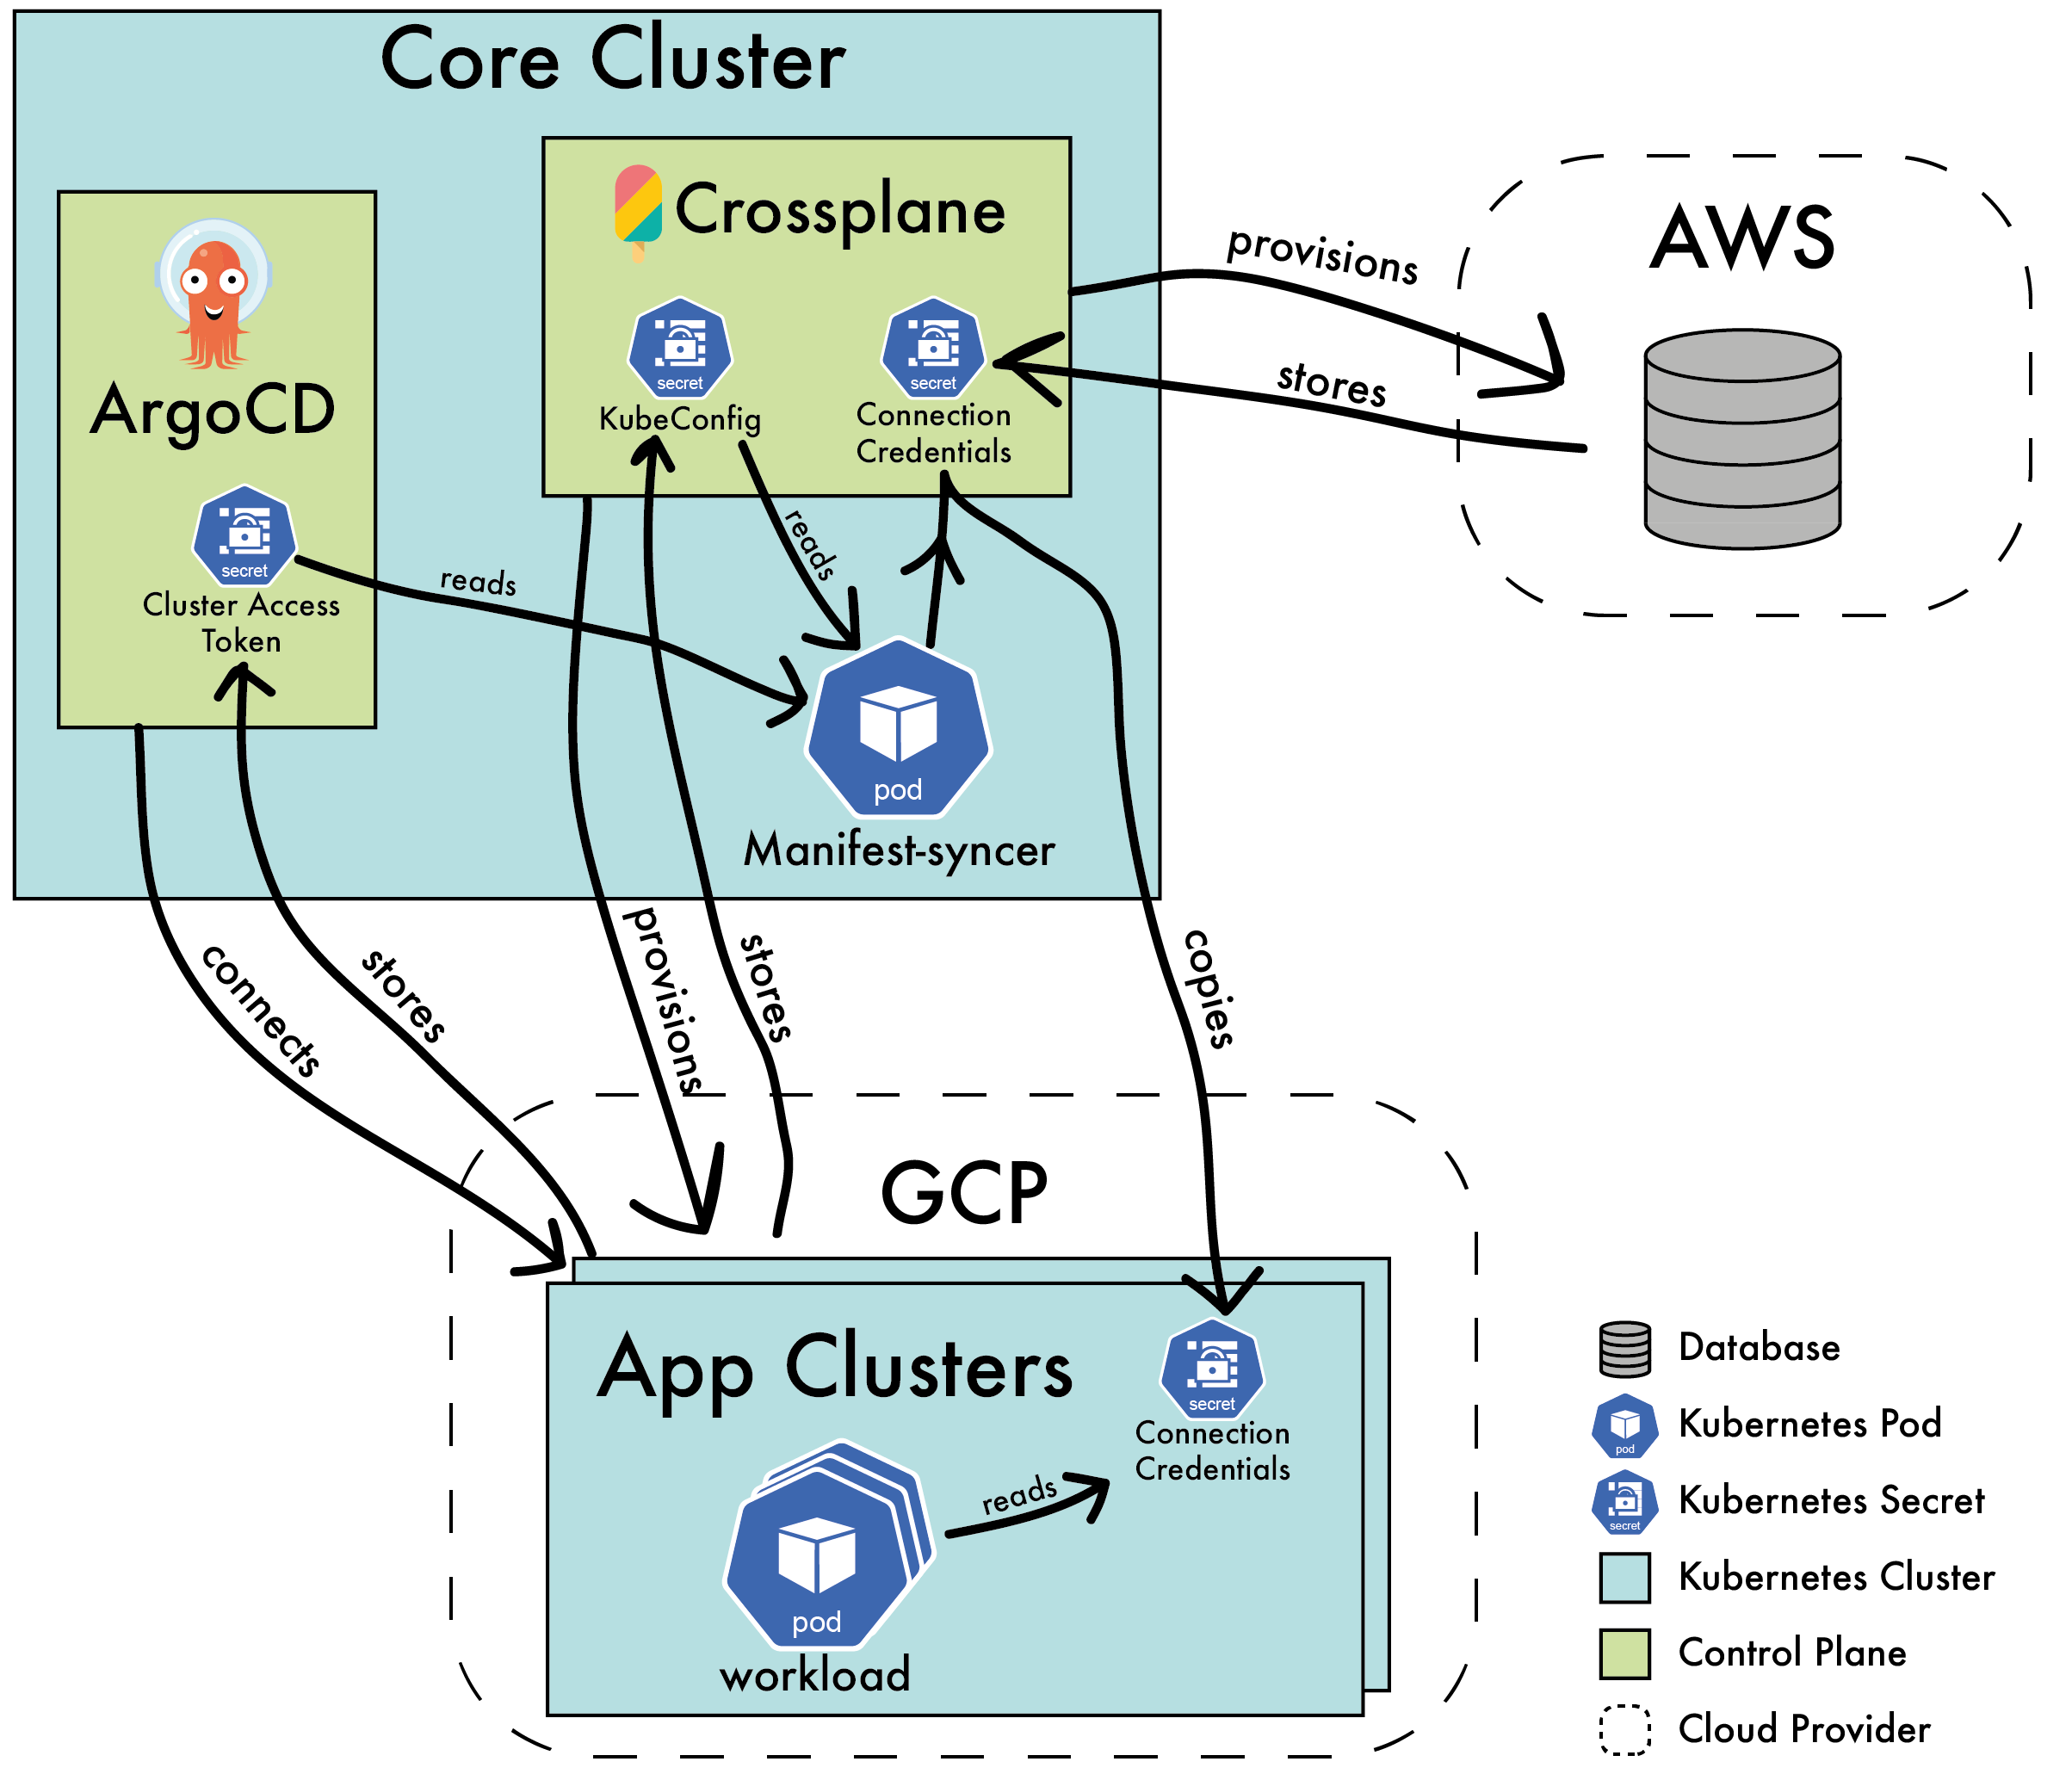 Core Cluster
Crossplane
secret
KubeConfig
secret
Connection
Credentials
ArgoCD
secret
Cluster Access
Token
reads
reads
pod
Manifest-syncer
provisions
stores
AWS
connects
stores
provisions
stores
copies
GCP
App Clusters
secret
Connection
Credentials
reads
pod
workload
Database
pod
Kubernetes Pod
secret
Kubernetes Secret
Kubernetes Cluster
Control Plane
Cloud Provider